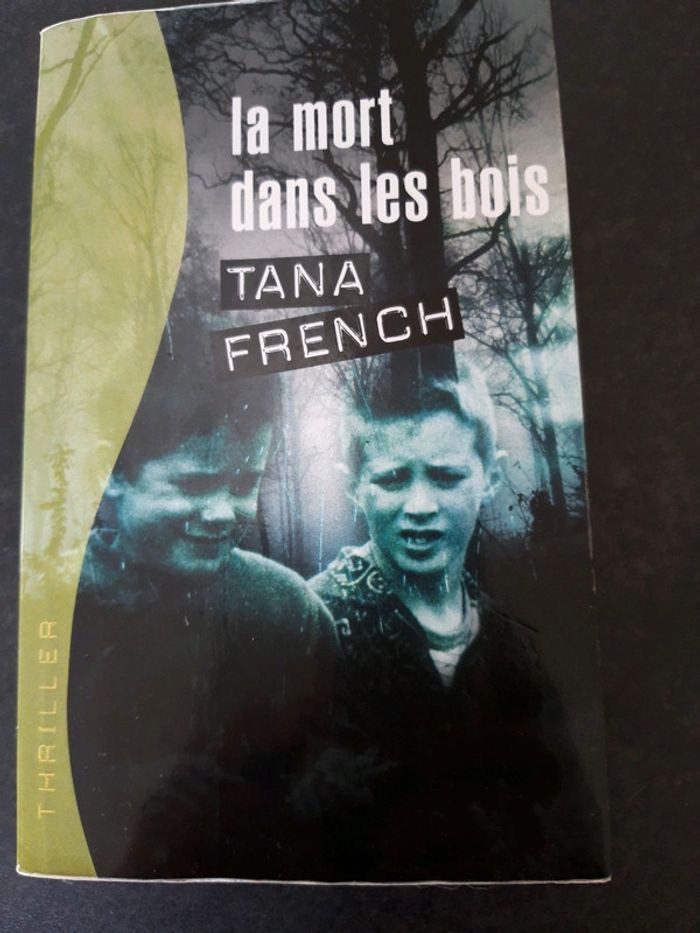 la mort
dans les bois
TANA
FRENCH
THRILLER